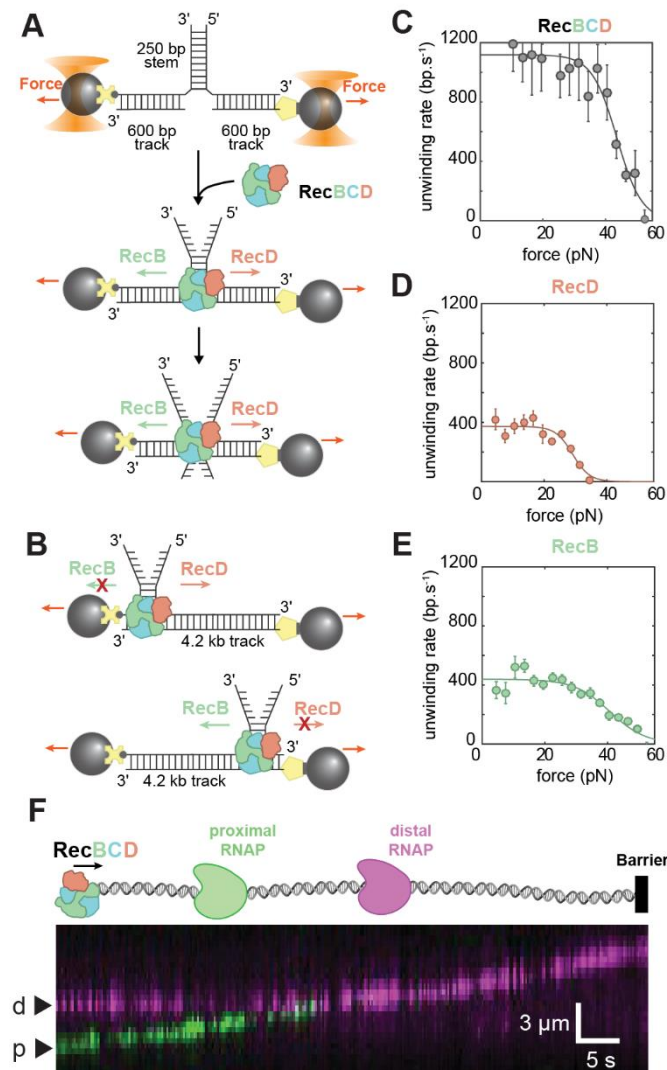 A
3' 5'
250 bp
stem
Force
Force
3'
3'
600 bp
track
600 bp
track
RecBCD
3' 5'
RecB
RecD
3'
3'
3' 5'
RecB
RecD
3'
3'
B
3' 5'
RecB
X
RecD
3'
3'
4.2 kb track
3' 5'
RecB
RecD
X
3'
3'
4.2 kb track
C
RecBCD
unwinding rate (bp.s⁻¹)
1200
800
400
0
0 20 40 60
force (pN)
D
RecD
unwinding rate (bp.s⁻¹)
1200
800
400
0
0 20 40 60
force (pN)
E
RecB
unwinding rate (bp.s⁻¹)
1200
800
400
0
0 20 40 60
force (pN)
F
RecBCD
proximal
RNAP
distal
RNAP
Barrier
d
p
3 μm
5 s